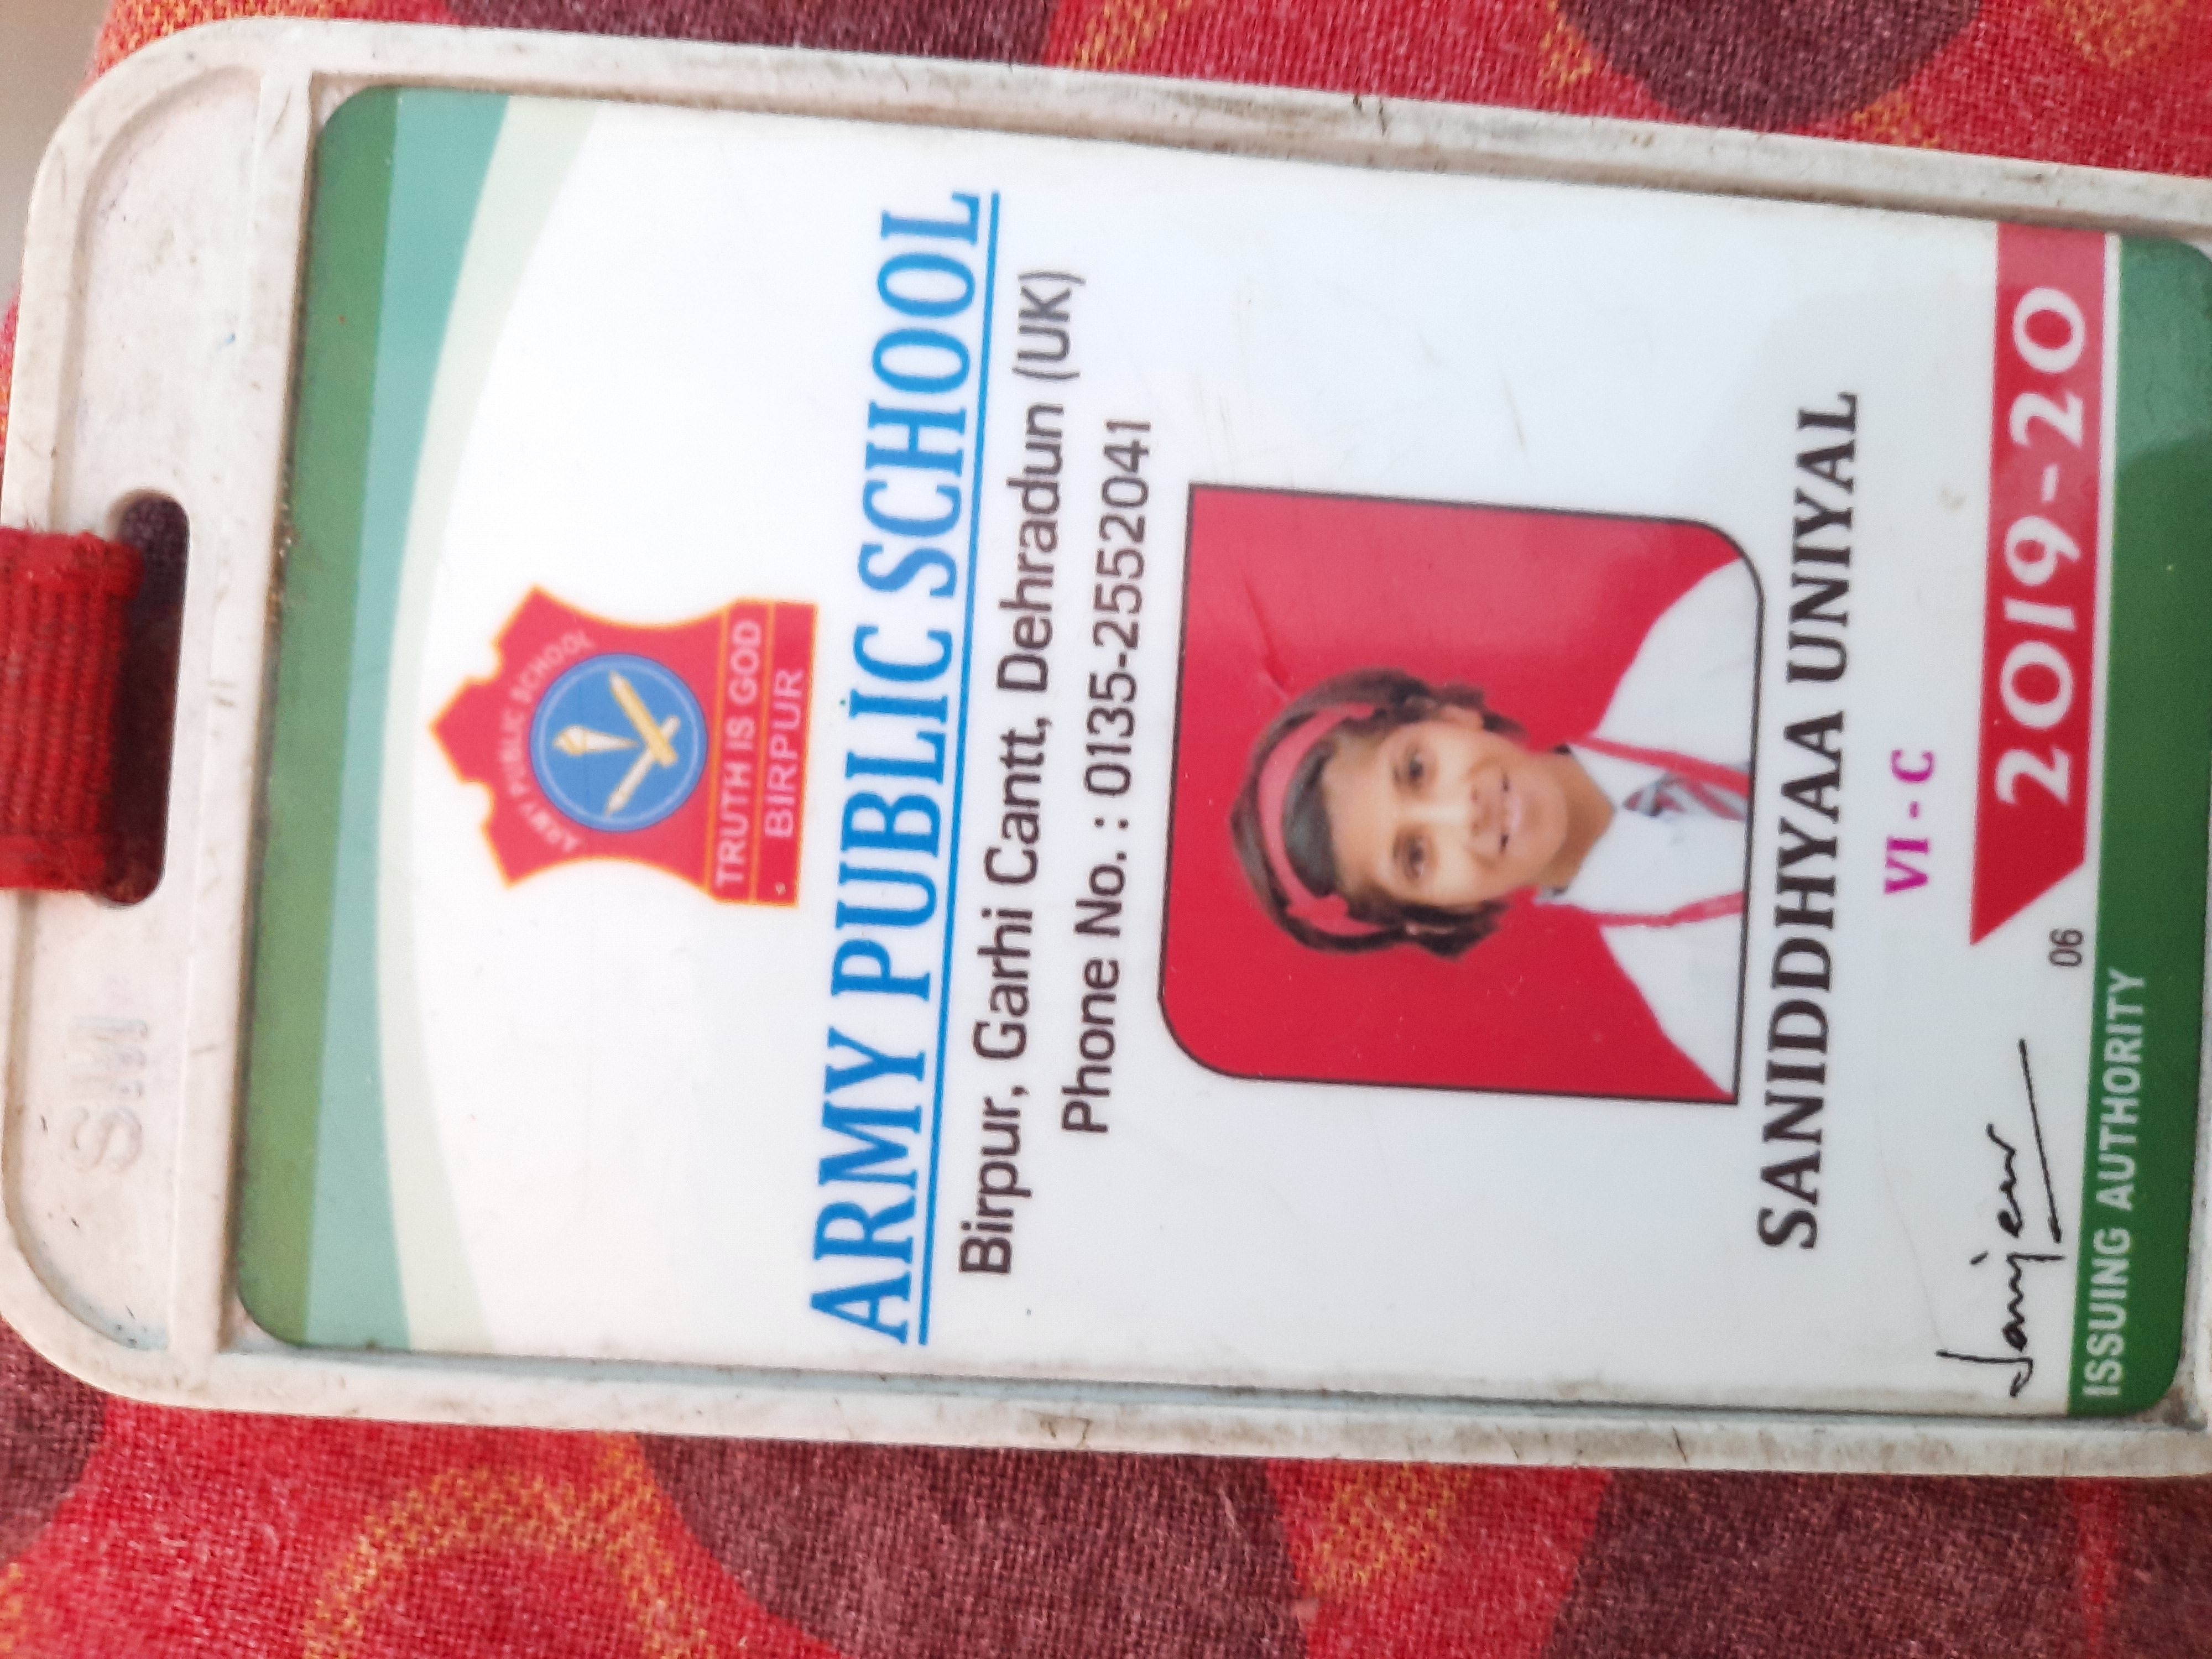 SM
ARMY PUBLIC SCHOOL
TRUTH IS GOD
BIRPUR
ARMY PUBLIC SCHOOL
Birpur, Garhi Cantt, Dehradun (UK)
Phone No. : 0135-2552041
SANIDDHYAA UNIYAL
VI - C
06
2019-20
ISSUING AUTHORITY